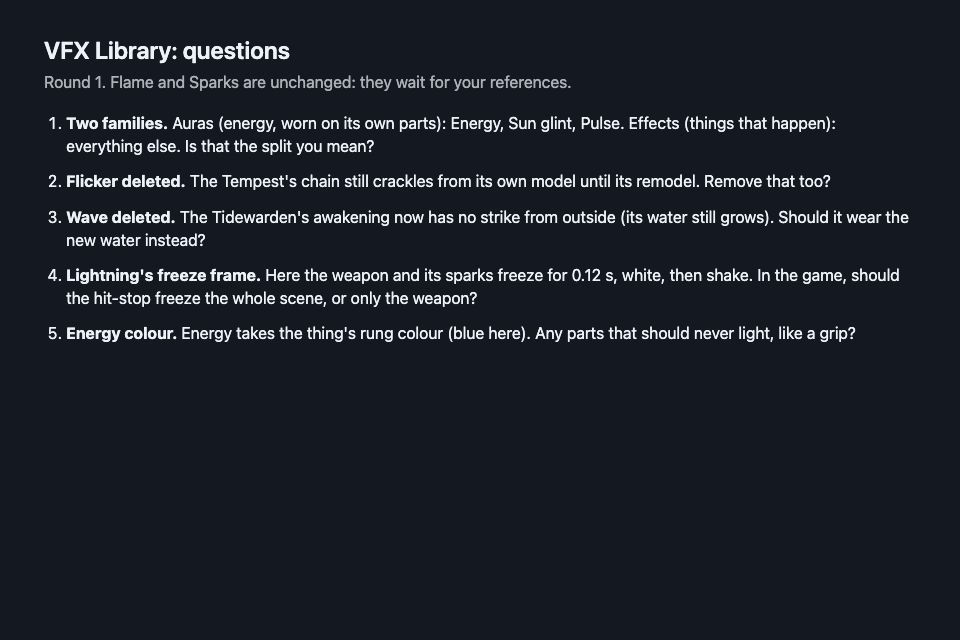 VFX Library: questions
Round 1. Flame and Sparks are unchanged: they wait for your references.
1. Two families. Auras (energy, worn on its own parts): Energy, Sun glint, Pulse. Effects (things that happen):
everything else. Is that the split you mean?
2. Flicker deleted. The Tempest's chain still crackles from its own model until its remodel. Remove that too?
3. Wave deleted. The Tidewarden's awakening now has no strike from outside (its water still grows). Should it wear the
new water instead?
4. Lightning's freeze frame. Here the weapon and its sparks freeze for 0.12 s, white, then shake. In the game, should
the hit-stop freeze the whole scene, or only the weapon?
5. Energy colour. Energy takes the thing's rung colour (blue here). Any parts that should never light, like a grip?